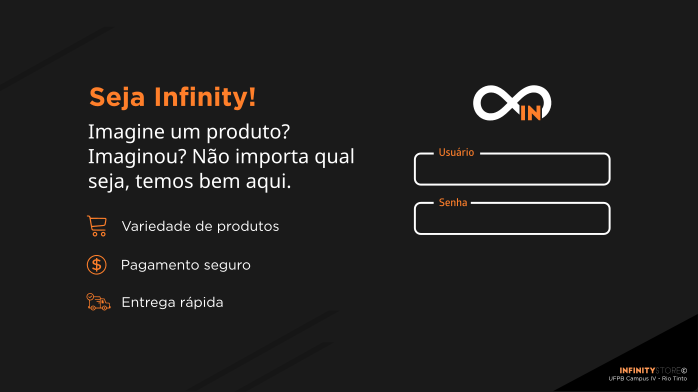 Seja Infinity!
Imagine um produto?
Imaginou? Não importa qual
seja, temos bem aqui.
Variedade de produtos
Pagamento seguro
Entrega rápida
IN
Usuário
Senha
INFINITYSTORE©
UFPB Campus IV - Rio Tinto